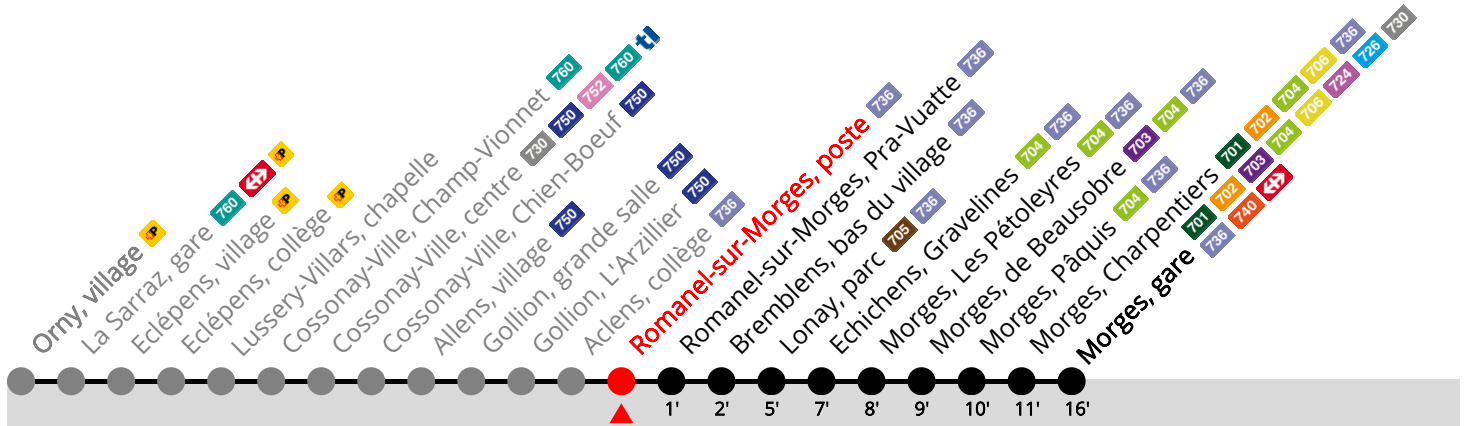 Orny, village P
La Sarraz, gare 760 P
Eclépens, village P
Eclépens, collège P
Lussery-Villars, chapelle
Cossonay-Ville, Champ-Vionnet 760
Cossonay-Ville, centre 730 750 752 760 tl
Cossonay-Ville, Chien-Boeuf 750
Allens, village 750
Gollion, grande salle 750
Gollion, L'Arzillier 750
Aclens, collège 736
Romanel-sur-Morges, poste 736
Romanel-sur-Morges, Pra-Vuatte 736
Bremblens, bas du village 736
Lonay, parc 705 736
Echichens, Gravelines 704 736
Morges, Les Pétoleyres 704 736
Morges, de Beausobre 703 704 736
Morges, Pâquis 704 736
Morges, Charpentiers 701 702 704 706 736
Morges, gare 701 702 703 704 706 724 726 730
736 740
1' 2' 5' 7' 8' 9' 10' 11' 16'